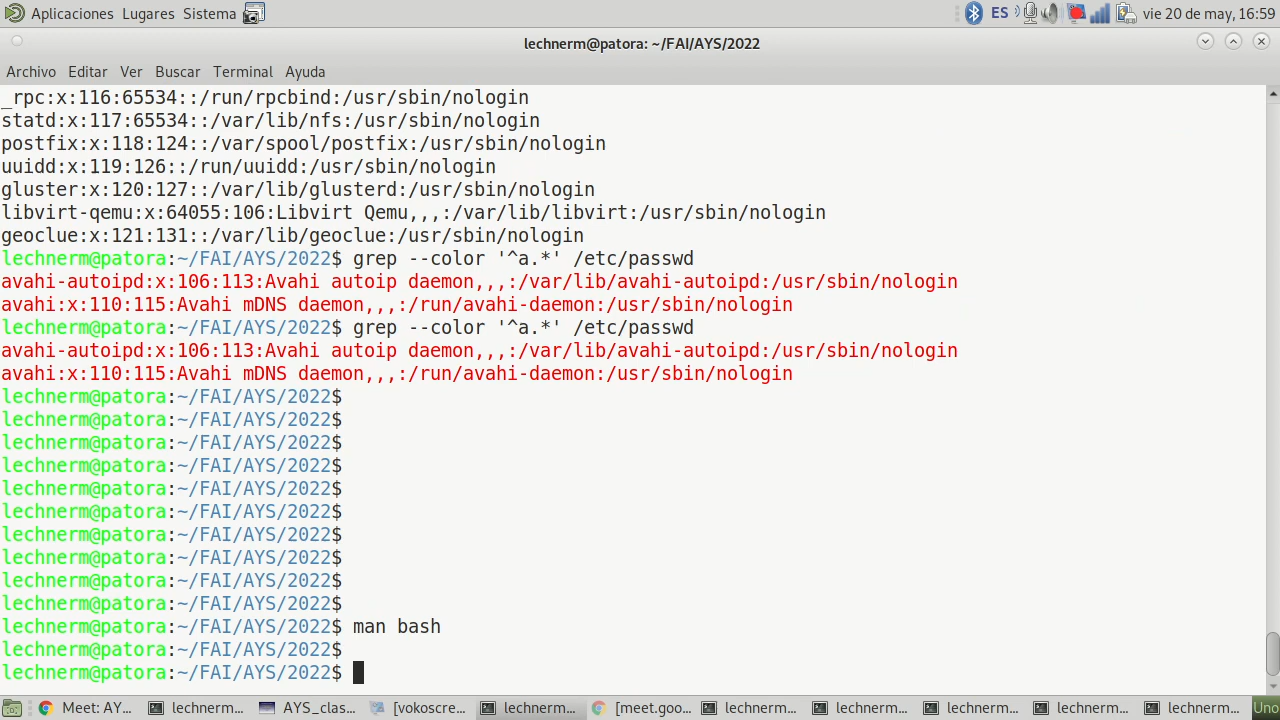 Aplicaciones Lugares Sistema ES vie 20 de may, 16:59
lechnerm@patora: ~/FAI/AYS/2022
Archivo Editar Ver Buscar Terminal Ayuda
_rpc:x:116:65534::/run/rpcbind:/usr/sbin/nologin
statd:x:117:65534::/var/lib/nfs:/usr/sbin/nologin
postfix:x:118:124::/var/spool/postfix:/usr/sbin/nologin
uuidd:x:119:126::/run/uuidd:/usr/sbin/nologin
gluster:x:120:127::/var/lib/glusterd:/usr/sbin/nologin
libvirt-qemu:x:64055:106:Libvirt Qemu,,,:/var/lib/libvirt:/usr/sbin/nologin
geoclue:x:121:131::/var/lib/geoclue:/usr/sbin/nologin
lechnerm@patora:~/FAI/AYS/2022$ grep --color '^a.*' /etc/passwd
avahi-autoipd:x:106:113:Avahi autoip daemon,,,:/var/lib/avahi-autoipd:/usr/sbin/nologin
avahi:x:110:115:Avahi mDNS daemon,,,:/run/avahi-daemon:/usr/sbin/nologin
lechnerm@patora:~/FAI/AYS/2022$ grep --color '^a.*' /etc/passwd
avahi-autoipd:x:106:113:Avahi autoip daemon,,,:/var/lib/avahi-autoipd:/usr/sbin/nologin
avahi:x:110:115:Avahi mDNS daemon,,,:/run/avahi-daemon:/usr/sbin/nologin
lechnerm@patora:~/FAI/AYS/2022$
lechnerm@patora:~/FAI/AYS/2022$
lechnerm@patora:~/FAI/AYS/2022$
lechnerm@patora:~/FAI/AYS/2022$
lechnerm@patora:~/FAI/AYS/2022$
lechnerm@patora:~/FAI/AYS/2022$
lechnerm@patora:~/FAI/AYS/2022$
lechnerm@patora:~/FAI/AYS/2022$
lechnerm@patora:~/FAI/AYS/2022$
lechnerm@patora:~/FAI/AYS/2022$
lechnerm@patora:~/FAI/AYS/2022$ man bash
lechnerm@patora:~/FAI/AYS/2022$
lechnerm@patora:~/FAI/AYS/2022$
Meet: AY... lechnerm... AYS_clas... [vokoscre... lechnerm... [meet.goo... lechnerm... lechnerm... lechnerm... lechnerm... lechnerm... Uno